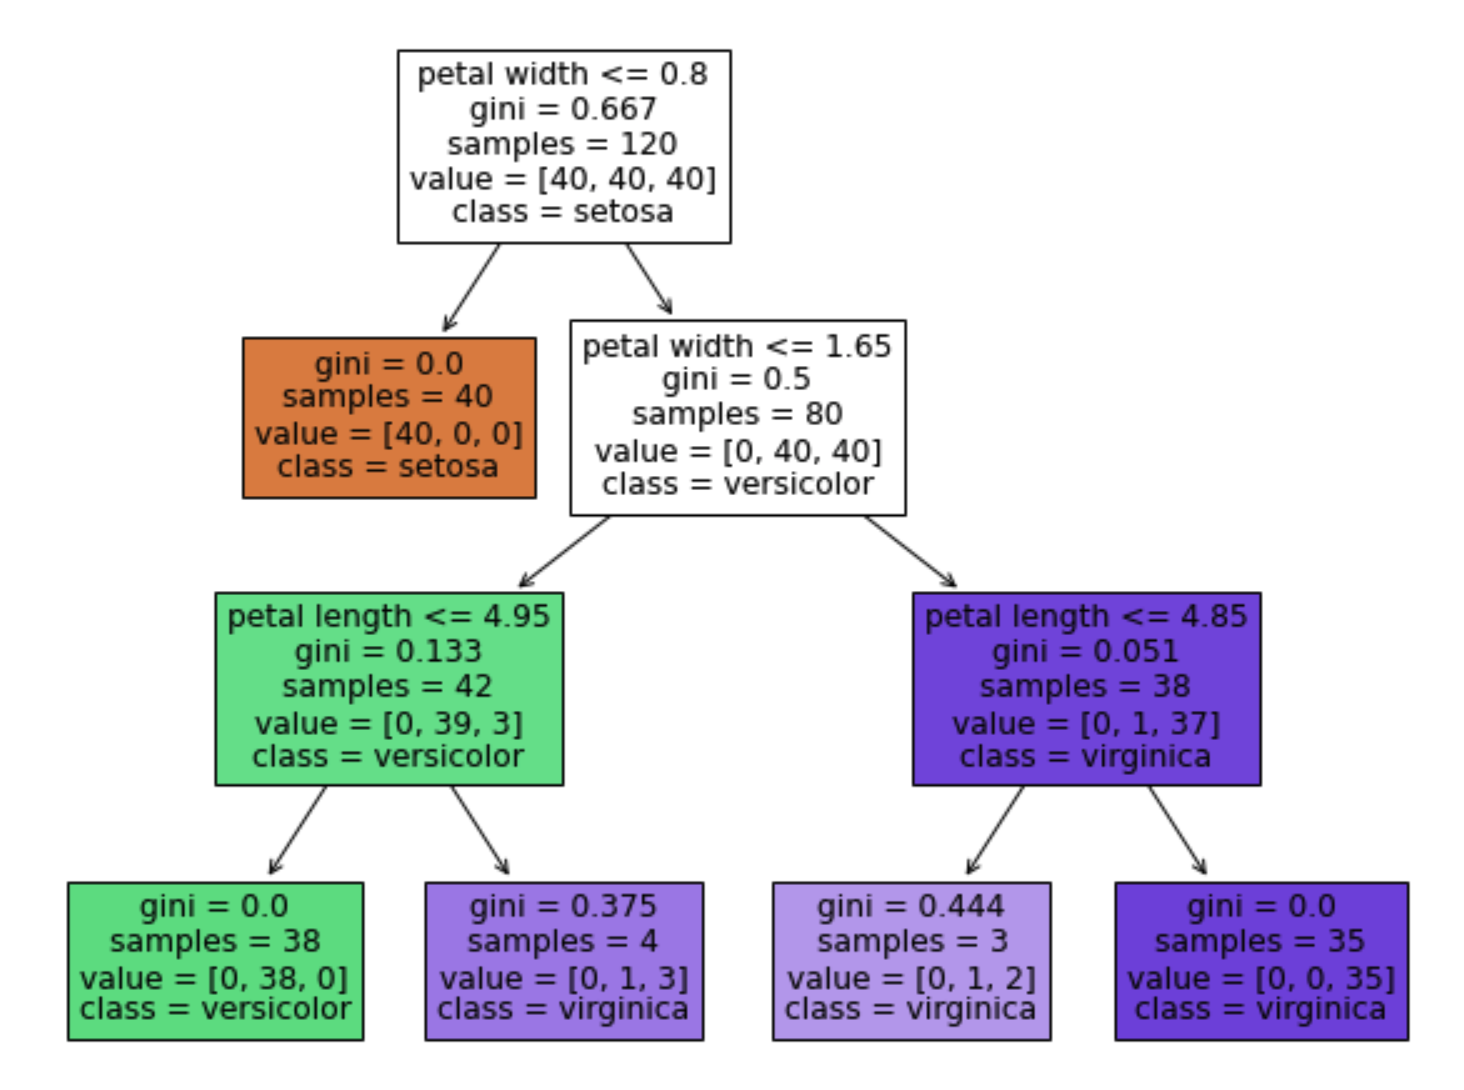 petal width <= 0.8
gini = 0.667
samples = 120
value = [40, 40, 40]
class = setosa
gini = 0.0
samples = 40
value = [40, 0, 0]
class = setosa
petal width <= 1.65
gini = 0.5
samples = 80
value = [0, 40, 40]
class = versicolor
petal length <= 4.95
gini = 0.133
samples = 42
value = [0, 39, 3]
class = versicolor
petal length <= 4.85
gini = 0.051
samples = 38
value = [0, 1, 37]
class = virginica
gini = 0.0
samples = 38
value = [0, 38, 0]
class = versicolor
gini = 0.375
samples = 4
value = [0, 1, 3]
class = virginica
gini = 0.444
samples = 3
value = [0, 1, 2]
class = virginica
gini = 0.0
samples = 35
value = [0, 0, 35]
class = virginica